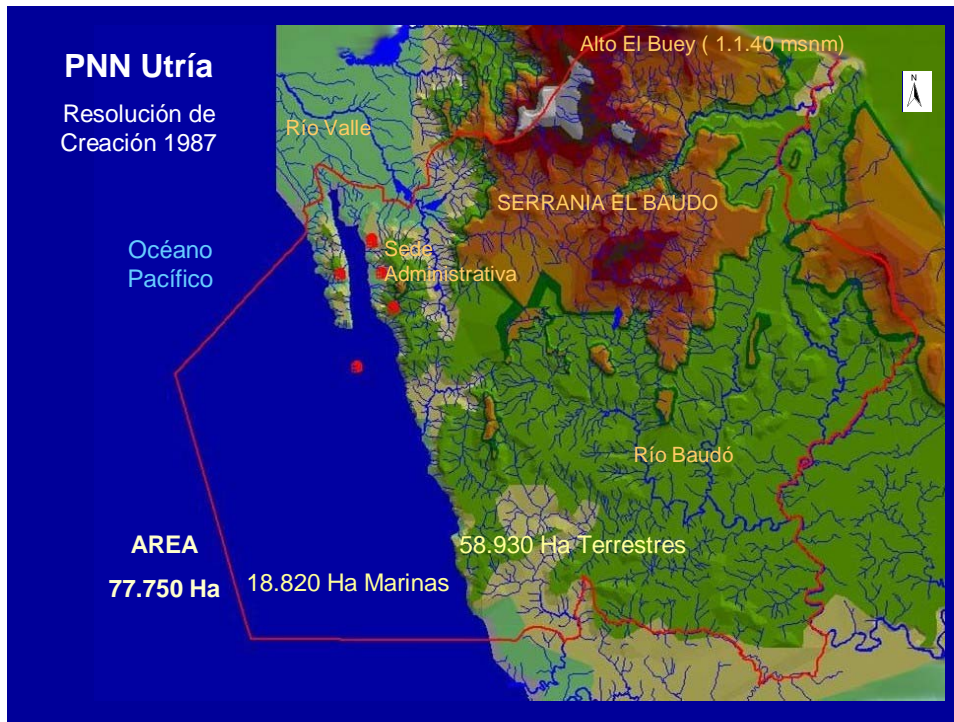 PNN Utría
Resolución de
Creación 1987
Alto El Buey ( 1.1.40 msnm)
N
Río Valle
SERRANIA EL BAUDO
Océano
Pacífico
Sede
Administrativa
Río Baudó
AREA
77.750 Ha
58.930 Ha Terrestres
18.820 Ha Marinas